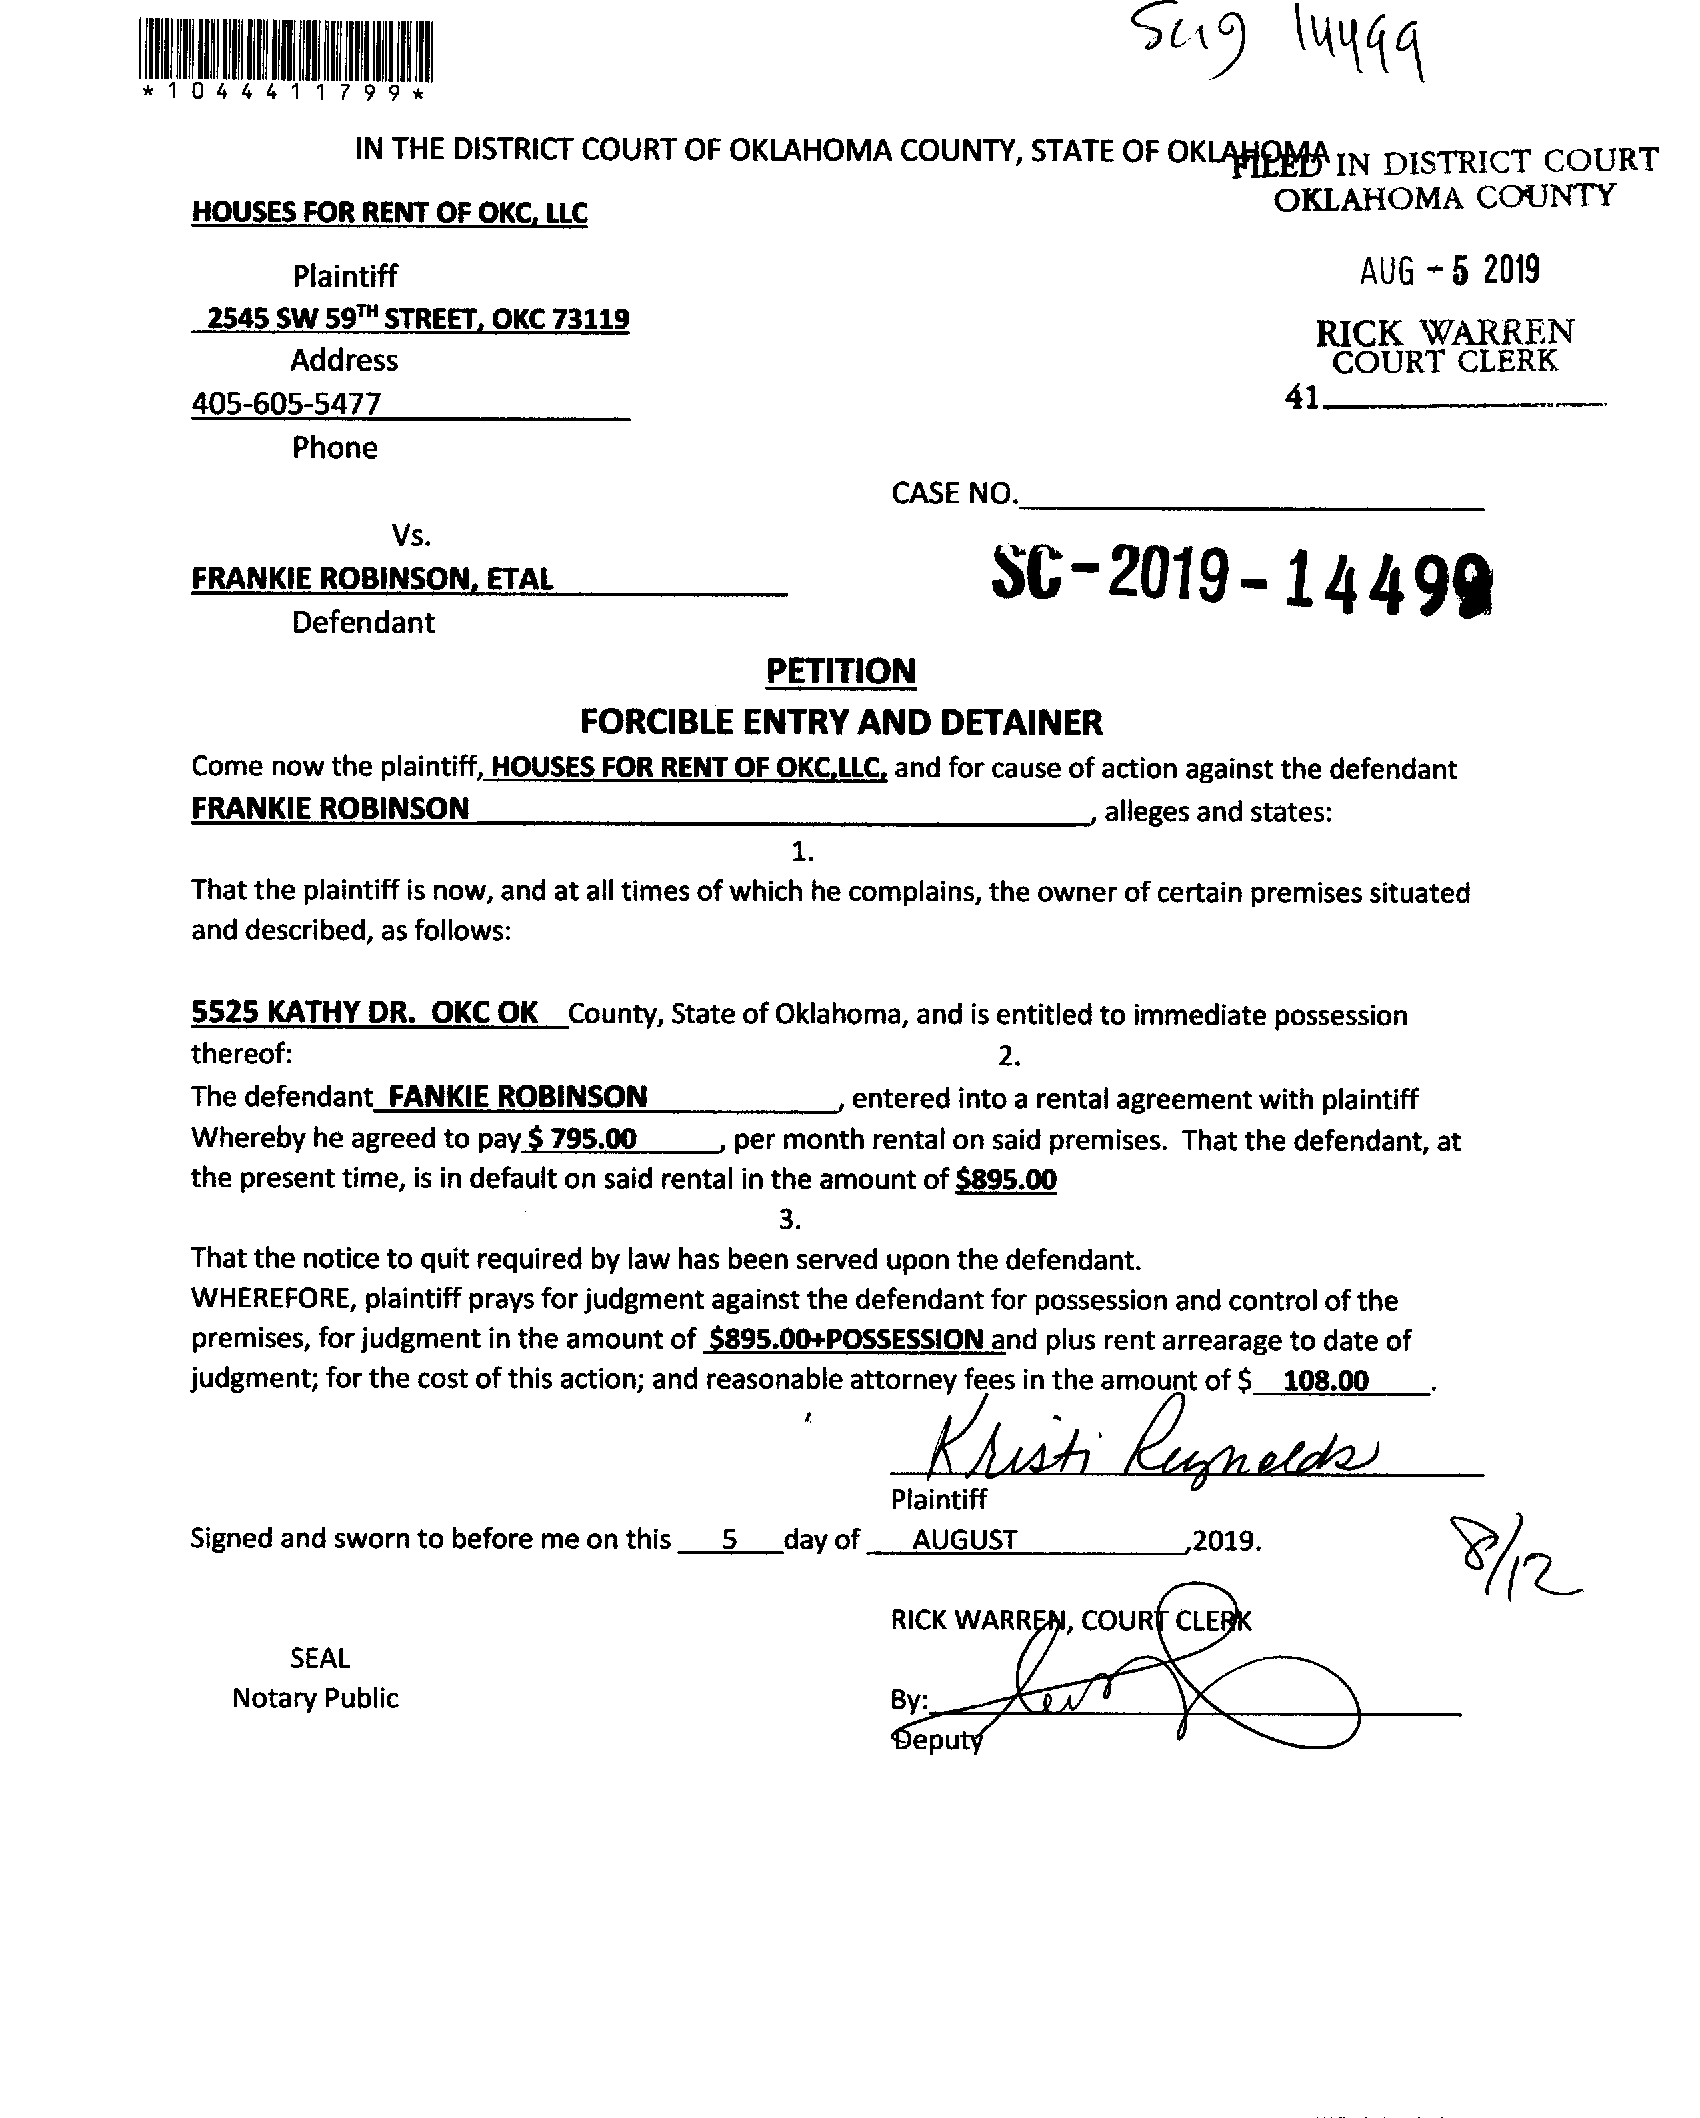 Sc19 14499
*1044411799*
IN THE DISTRICT COURT OF OKLAHOMA COUNTY, STATE OF OKLAHOMA
FILED IN DISTRICT COURT
OKLAHOMA COUNTY
HOUSES FOR RENT OF OKC, LLC
Plaintiff
AUG - 5 2019
2545 SW 59TH STREET, OKC 73119
RICK WARREN
Address
COURT CLERK
405-605-5477
41
Phone
CASE NO.
Vs.
SC-2019-14499
FRANKIE ROBINSON, ETAL
Defendant
PETITION
FORCIBLE ENTRY AND DETAINER
Come now the plaintiff, HOUSES FOR RENT OF OKC,LLC, and for cause of action against the defendant
FRANKIE ROBINSON, alleges and states:
1.
That the plaintiff is now, and at all times of which he complains, the owner of certain premises situated
and described, as follows:
5525 KATHY DR. OKC OK County, State of Oklahoma, and is entitled to immediate possession
thereof: 2.
The defendant FANKIE ROBINSON, entered into a rental agreement with plaintiff
Whereby he agreed to pay $ 795.00, per month rental on said premises. That the defendant, at
the present time, is in default on said rental in the amount of $895.00
3.
That the notice to quit required by law has been served upon the defendant.
WHEREFORE, plaintiff prays for judgment against the defendant for possession and control of the
premises, for judgment in the amount of $895.00+POSSESSION and plus rent arrearage to date of
judgment; for the cost of this action; and reasonable attorney fees in the amount of $ 108.00.
Kristi Reynolds
Plaintiff
Signed and sworn to before me on this 5 day of AUGUST ,2019.
8/12
RICK WARREN, COURT CLERK
SEAL
Notary Public
By:
Deputy